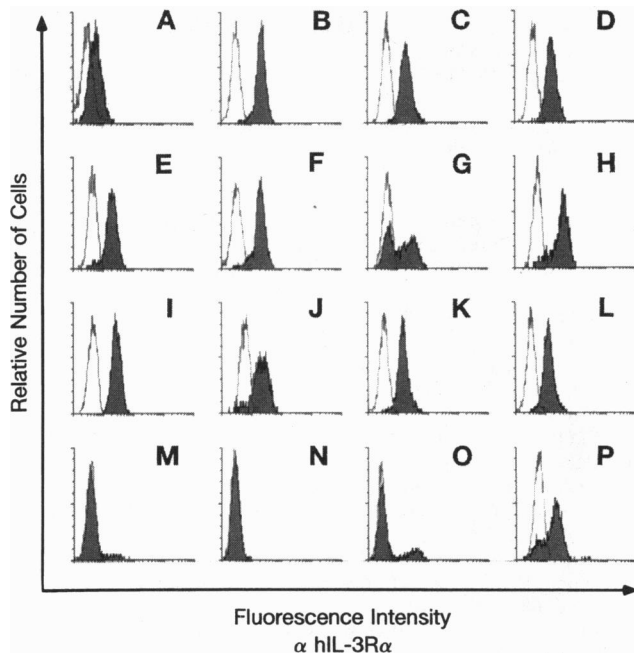 A B C D
E F G H
I J K L
M N O P
Relative Number of Cells
Fluorescence Intensity
α hIL-3Rα